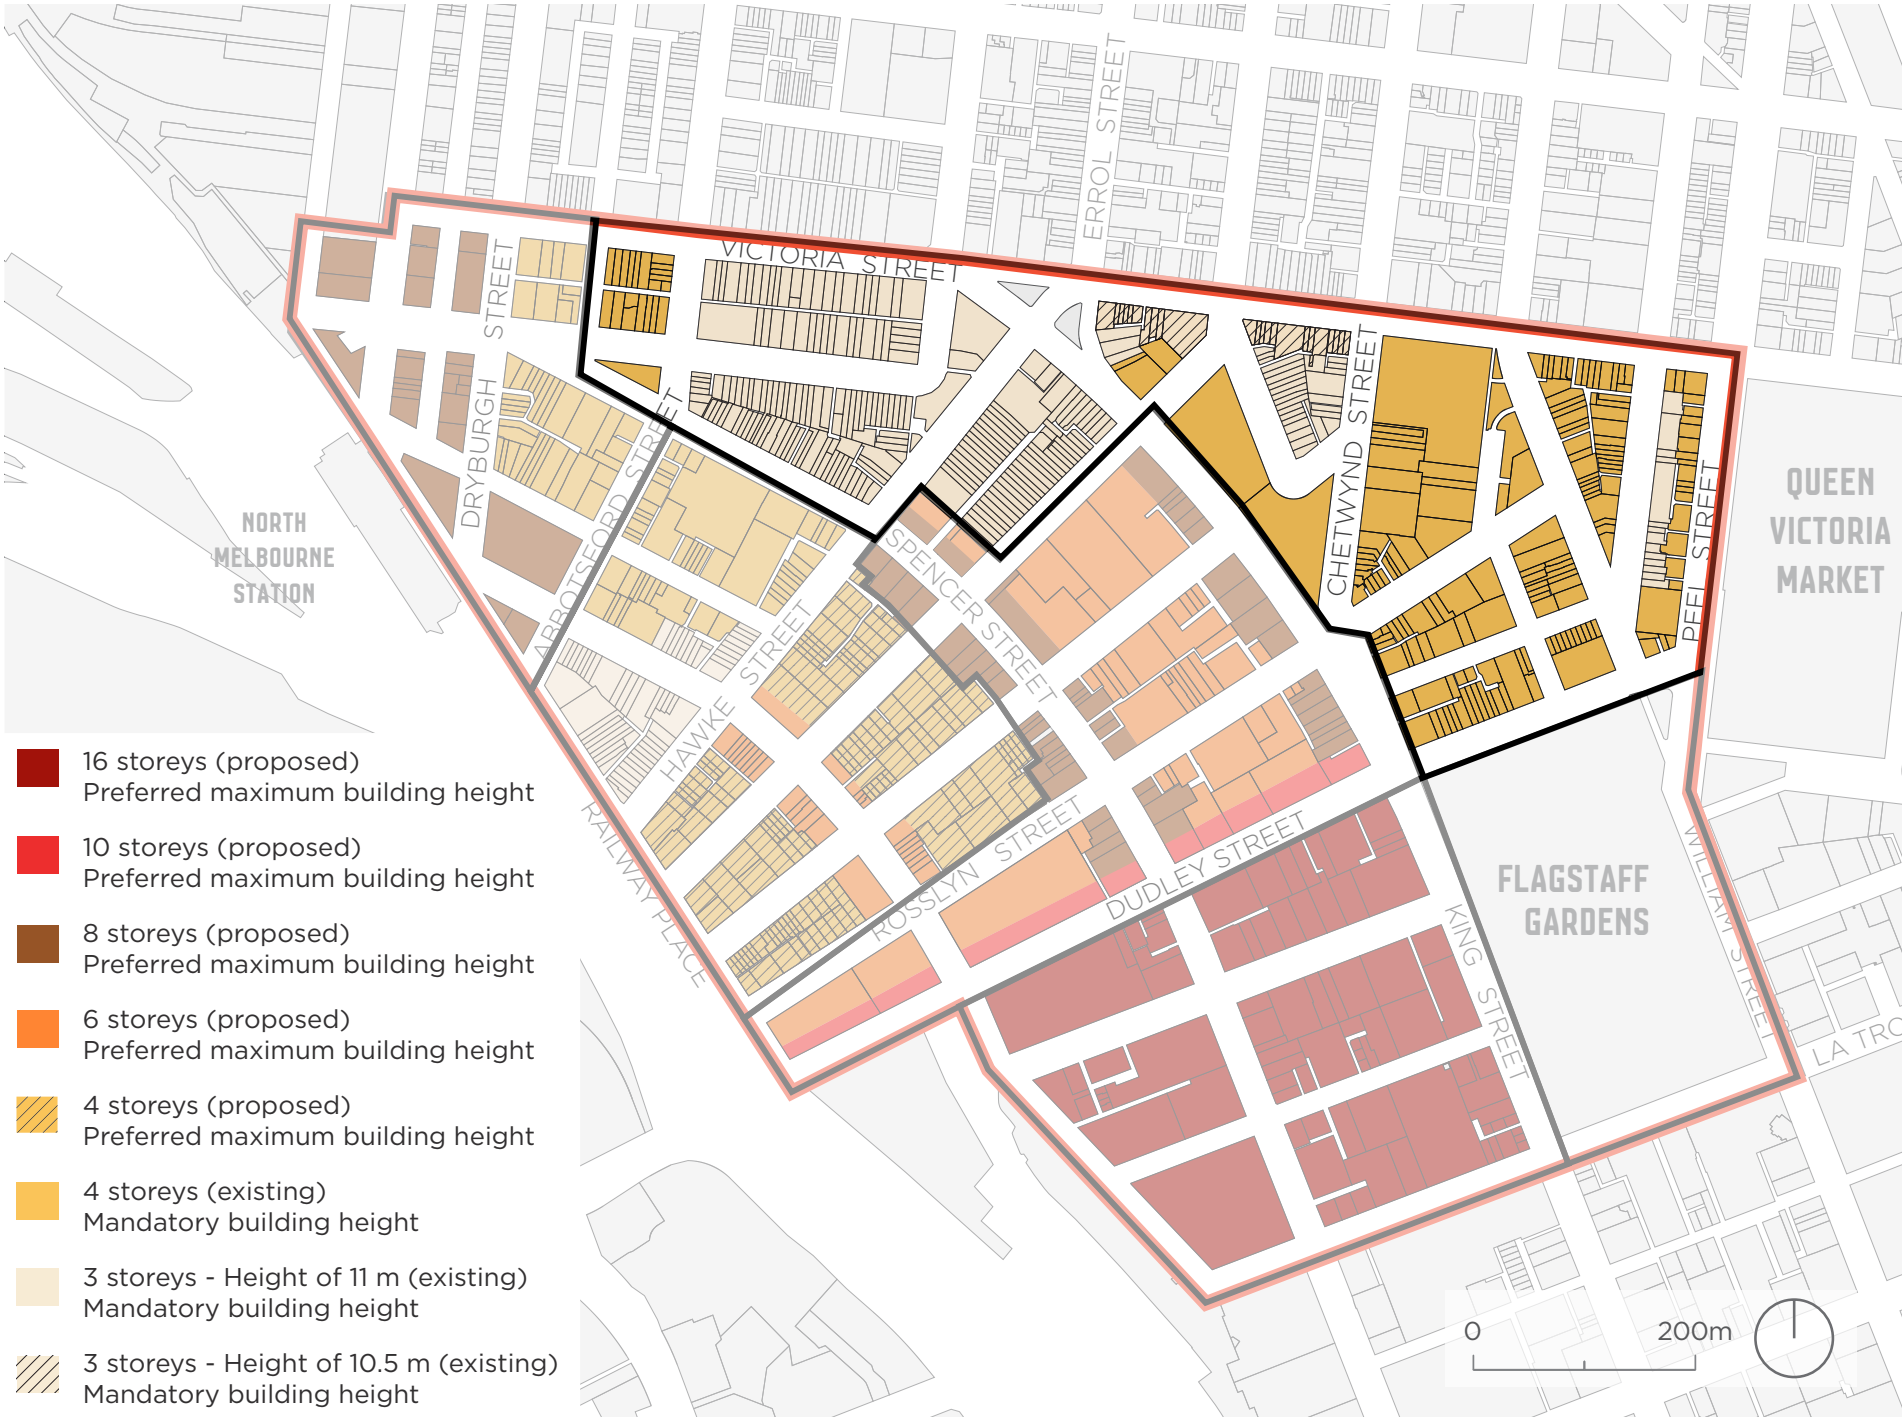 ERROL STREET
VICTORIA STREET
DRYBURGH STREET
CHETWYND STREET
ABBOTSFORD STREET
PEEL STREET
QUEEN
VICTORIA
MARKET
NORTH
MELBOURNE
STATION
SPENCER STREET
HAWKE STREET
RAILWAY PLACE
ROSSLYN STREET
DUDLEY STREET
KING STREET
FLAGSTAFF
GARDENS
WILLIAM STREET
LA TRO
16 storeys (proposed)
Preferred maximum building height
10 storeys (proposed)
Preferred maximum building height
8 storeys (proposed)
Preferred maximum building height
6 storeys (proposed)
Preferred maximum building height
4 storeys (proposed)
Preferred maximum building height
4 storeys (existing)
Mandatory building height
3 storeys - Height of 11 m (existing)
Mandatory building height
3 storeys - Height of 10.5 m (existing)
Mandatory building height
0 200m